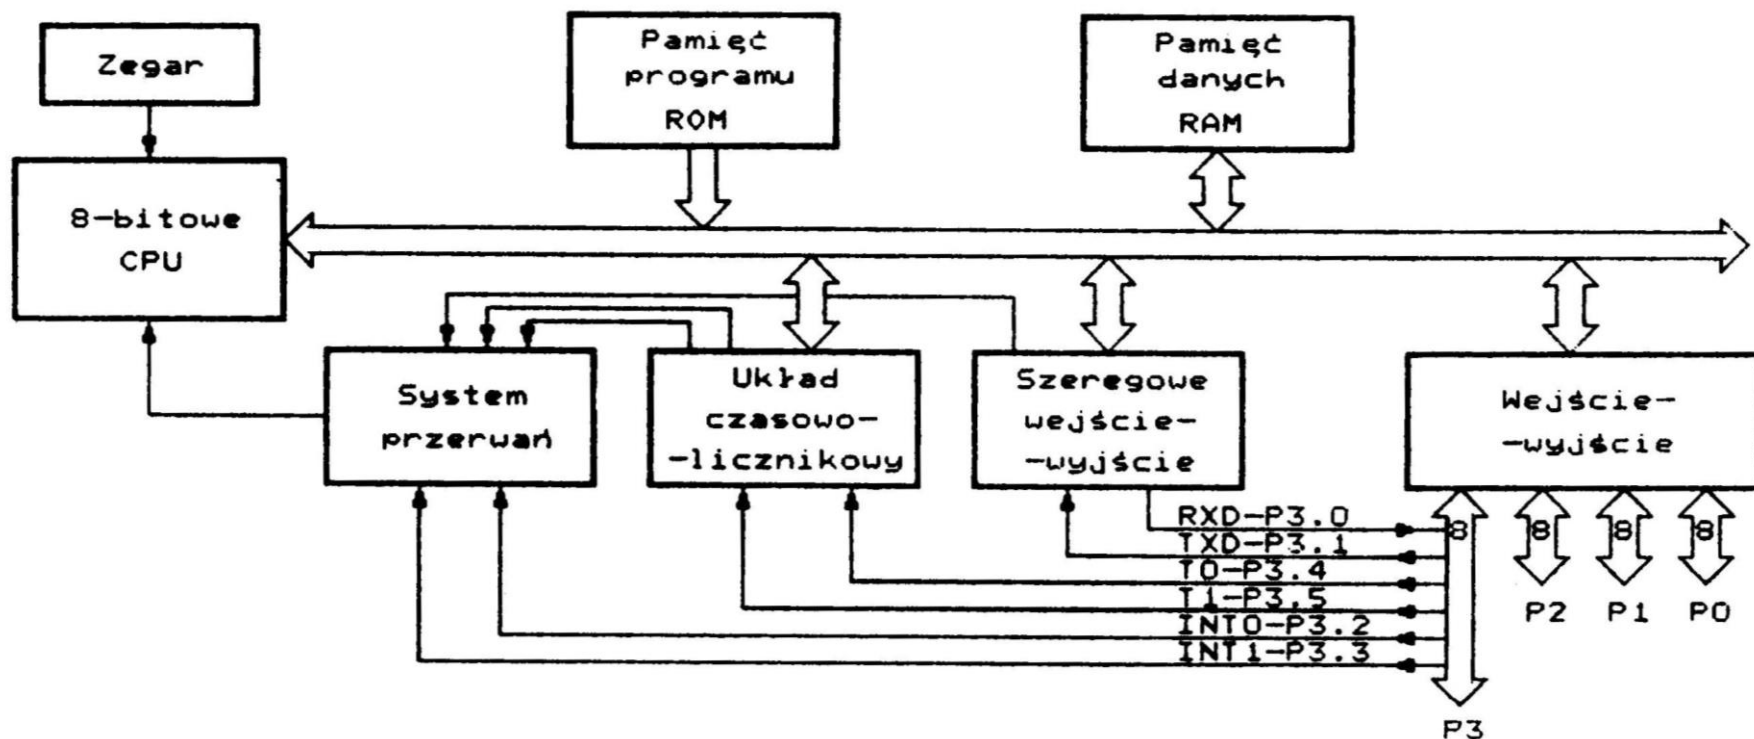 Zegar
Pamięć
programu
ROM
Pamięć
danych
RAM
8-bitowe
CPU
System
przerwań
Układ
czasowo-
-licznikowy
Szeregowe
wejście-
-wyjście
Wejście-
-wyjście
RXD-P3.0
TXD-P3.1
T0-P3.4
T1-P3.5
INT0-P3.2
INT1-P3.3
8
8
8
8
P2
P1
P0
P3